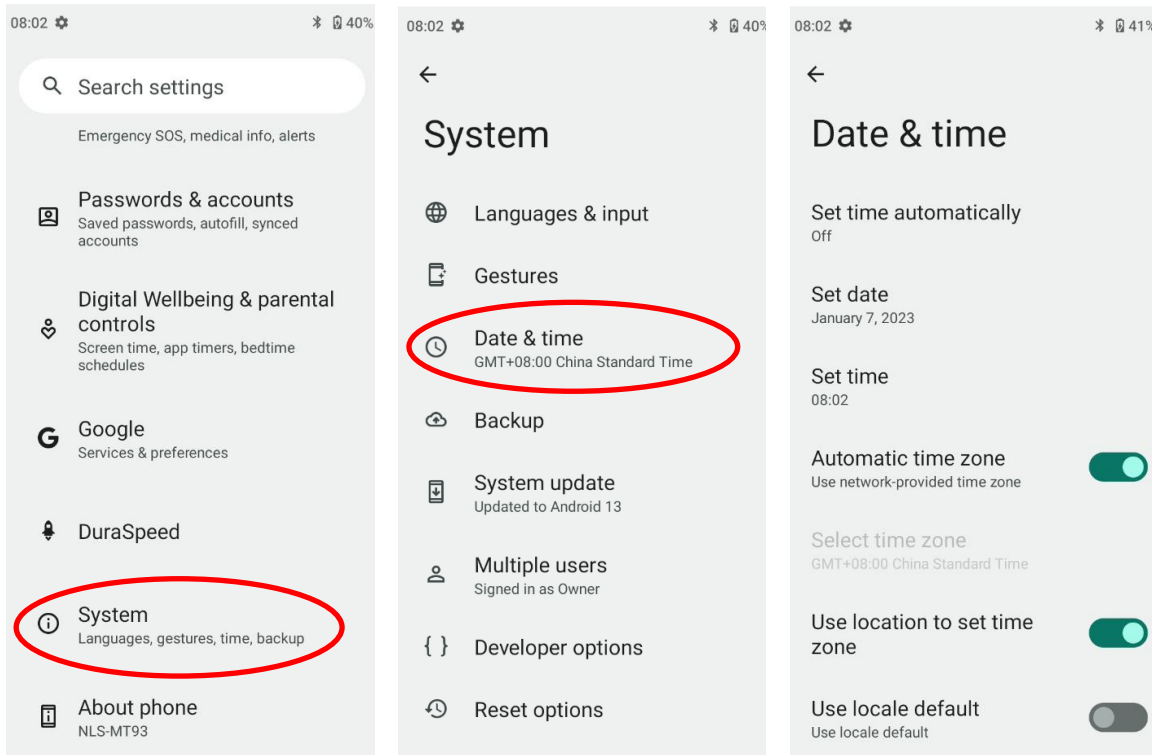 08:02
40%
Search settings
Emergency SOS, medical info, alerts
Passwords & accounts
Saved passwords, autofill, synced
accounts
Digital Wellbeing & parental
controls
Screen time, app timers, bedtime
schedules
G Google
Services & preferences
DuraSpeed
System
Languages, gestures, time, backup
About phone
NLS-MT93
08:02
40%
System
Languages & input
Gestures
Date & time
GMT+08:00 China Standard Time
Backup
System update
Updated to Android 13
Multiple users
Signed in as Owner
{ } Developer options
Reset options
08:02
41%
Date & time
Set time automatically
Off
Set date
January 7, 2023
Set time
08:02
Automatic time zone
Use network-provided time zone
Select time zone
GMT+08:00 China Standard Time
Use location to set time
zone
Use locale default
Use locale default